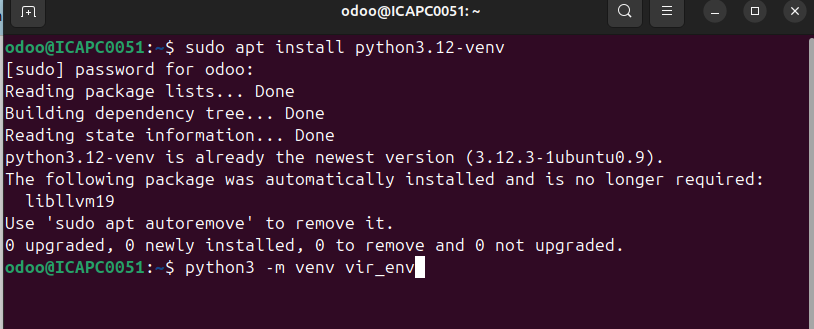 odoo@ICAPC0051: ~
odoo@ICAPC0051:~$ sudo apt install python3.12-venv
[sudo] password for odoo:
Reading package lists... Done
Building dependency tree... Done
Reading state information... Done
python3.12-venv is already the newest version (3.12.3-1ubuntu0.9).
The following package was automatically installed and is no longer required:
  libllvm19
Use 'sudo apt autoremove' to remove it.
0 upgraded, 0 newly installed, 0 to remove and 0 not upgraded.
odoo@ICAPC0051:~$ python3 -m venv vir_env